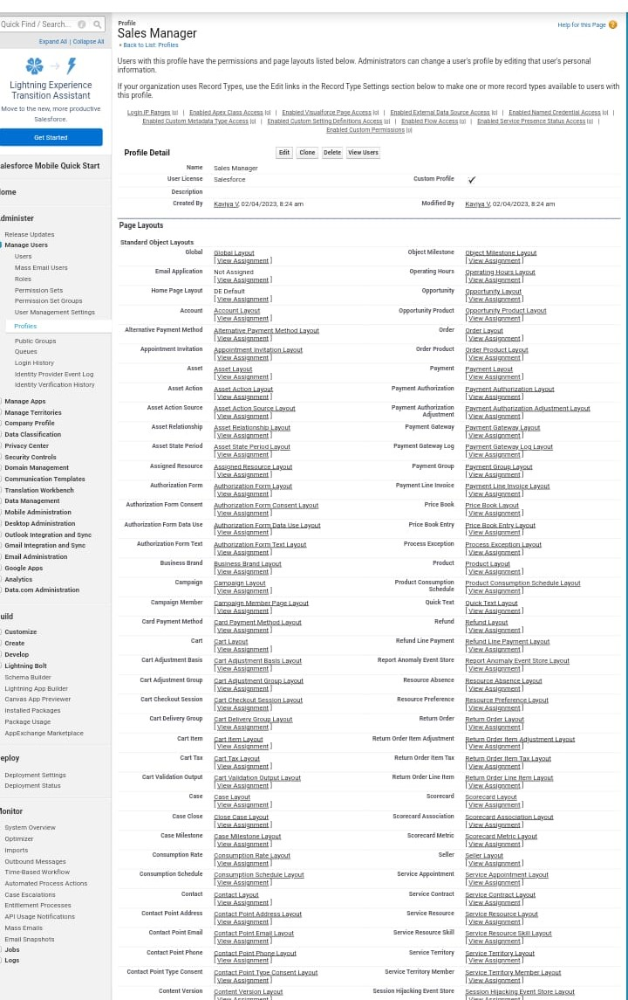 Quick Find / Search...
Expand All | Collapse All
Lightning Experience
Transition Assistant
Move to the new, more productive
Salesforce.
Get Started
alesforce Mobile Quick Start
ome
dminister
Release Updates
Manage Users
Users
Mass Email Users
Roles
Permission Sets
Permission Set Groups
User Management Settings
Profiles
Public Groups
Queues
Login History
Identity Provider Event Log
Identity Verification History
Manage Apps
Manage Territories
Company Profile
Data Classification
Privacy Center
Security Controls
Domain Management
Communication Templates
Translation Workbench
Data Management
Mobile Administration
Desktop Administration
Outlook Integration and Sync
Gmail Integration and Sync
Email Administration
Google Apps
Analytics
Data.com Administration
uild
Customize
Create
Develop
Lightning Bolt
Schema Builder
Lightning App Builder
Canvas App Previewer
Installed Packages
Package Usage
AppExchange Marketplace
eploy
Deployment Settings
Deployment Status
onitor
System Overview
Optimizer
Imports
Outbound Messages
Time-Based Workflow
Automated Process Actions
Case Escalations
Entitlement Processes
API Usage Notifications
Mass Emails
Email Snapshots
Jobs
Logs
Profile
Sales Manager
Help for this Page
« Back to List: Profiles
Users with this profile have the permissions and page layouts listed below. Administrators can change a user's profile by editing that user's personal
information.
If your organization uses Record Types, use the Edit links in the Record Type Settings section below to make one or more record types available to users with
this profile.
Login IP Ranges [0] | Enabled Apex Class Access [0] | Enabled Visualforce Page Access [0] | Enabled External Data Source Access [0] | Enabled Named Credential Access [0] |
Enabled Custom Metadata Type Access [0] | Enabled Custom Setting Definitions Access [0] | Enabled Flow Access [0] | Enabled Service Presence Status Access [0] |
Enabled Custom Permissions [0]
Profile Detail Edit Clone Delete View Users
Name Sales Manager
User License Salesforce Custom Profile ✓
Description
Created By Kaviya V, 02/04/2023, 8:24 am Modified By Kaviya V, 02/04/2023, 8:24 am
Page Layouts
Standard Object Layouts
Global Global Layout Object Milestone Object Milestone Layout
[ View Assignment ] [ View Assignment ]
Email Application Not Assigned Operating Hours Operating Hours Layout
[ View Assignment ] [ View Assignment ]
Home Page Layout DE Default Opportunity Opportunity Layout
[ View Assignment ] [ View Assignment ]
Account Account Layout Opportunity Product Opportunity Product Layout
[ View Assignment ] [ View Assignment ]
Alternative Payment Method Alternative Payment Method Layout Order Order Layout
[ View Assignment ] [ View Assignment ]
Appointment Invitation Appointment Invitation Layout Order Product Order Product Layout
[ View Assignment ] [ View Assignment ]
Asset Asset Layout Payment Payment Layout
[ View Assignment ] [ View Assignment ]
Asset Action Asset Action Layout Payment Authorization Payment Authorization Layout
[ View Assignment ] [ View Assignment ]
Asset Action Source Asset Action Source Layout Payment Authorization Payment Authorization Adjustment Layout
[ View Assignment ] Adjustment [ View Assignment ]
Asset Relationship Asset Relationship Layout Payment Gateway Payment Gateway Layout
[ View Assignment ] [ View Assignment ]
Asset State Period Asset State Period Layout Payment Gateway Log Payment Gateway Log Layout
[ View Assignment ] [ View Assignment ]
Assigned Resource Assigned Resource Layout Payment Group Payment Group Layout
[ View Assignment ] [ View Assignment ]
Authorization Form Authorization Form Layout Payment Line Invoice Payment Line Invoice Layout
[ View Assignment ] [ View Assignment ]
Authorization Form Consent Authorization Form Consent Layout Price Book Price Book Layout
[ View Assignment ] [ View Assignment ]
Authorization Form Data Use Authorization Form Data Use Layout Price Book Entry Price Book Entry Layout
[ View Assignment ] [ View Assignment ]
Authorization Form Text Authorization Form Text Layout Process Exception Process Exception Layout
[ View Assignment ] [ View Assignment ]
Business Brand Business Brand Layout Product Product Layout
[ View Assignment ] [ View Assignment ]
Campaign Campaign Layout Product Consumption Product Consumption Schedule Layout
[ View Assignment ] Schedule [ View Assignment ]
Campaign Member Campaign Member Page Layout Quick Text Quick Text Layout
[ View Assignment ] [ View Assignment ]
Card Payment Method Card Payment Method Layout Refund Refund Layout
[ View Assignment ] [ View Assignment ]
Cart Cart Layout Refund Line Payment Refund Line Payment Layout
[ View Assignment ] [ View Assignment ]
Cart Adjustment Basis Cart Adjustment Basis Layout Report Anomaly Event Store Report Anomaly Event Store Layout
[ View Assignment ] [ View Assignment ]
Cart Adjustment Group Cart Adjustment Group Layout Resource Absence Resource Absence Layout
[ View Assignment ] [ View Assignment ]
Cart Checkout Session Cart Checkout Session Layout Resource Preference Resource Preference Layout
[ View Assignment ] [ View Assignment ]
Cart Delivery Group Cart Delivery Group Layout Return Order Return Order Layout
[ View Assignment ] [ View Assignment ]
Cart Item Cart Item Layout Return Order Item Adjustment Return Order Item Adjustment Layout
[ View Assignment ] [ View Assignment ]
Cart Tax Cart Tax Layout Return Order Item Tax Return Order Item Tax Layout
[ View Assignment ] [ View Assignment ]
Cart Validation Output Cart Validation Output Layout Return Order Line Item Return Order Line Item Layout
[ View Assignment ] [ View Assignment ]
Case Case Layout Scorecard Scorecard Layout
[ View Assignment ] [ View Assignment ]
Case Close Close Case Layout Scorecard Association Scorecard Association Layout
[ View Assignment ] [ View Assignment ]
Case Milestone Case Milestone Layout Scorecard Metric Scorecard Metric Layout
[ View Assignment ] [ View Assignment ]
Consumption Rate Consumption Rate Layout Seller Seller Layout
[ View Assignment ] [ View Assignment ]
Consumption Schedule Consumption Schedule Layout Service Appointment Service Appointment Layout
[ View Assignment ] [ View Assignment ]
Contact Contact Layout Service Contract Service Contract Layout
[ View Assignment ] [ View Assignment ]
Contact Point Address Contact Point Address Layout Service Resource Service Resource Layout
[ View Assignment ] [ View Assignment ]
Contact Point Email Contact Point Email Layout Service Resource Skill Service Resource Skill Layout
[ View Assignment ] [ View Assignment ]
Contact Point Phone Contact Point Phone Layout Service Territory Service Territory Layout
[ View Assignment ] [ View Assignment ]
Contact Point Type Consent Contact Point Type Consent Layout Service Territory Member Service Territory Member Layout
[ View Assignment ] [ View Assignment ]
Content Version Content Version Layout Session Hijacking Event Store Session Hijacking Event Store Layout
[ View Assignment ] [ View Assignment ]